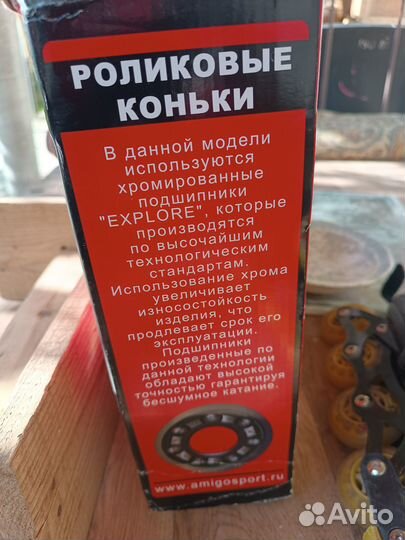 РОЛИКОВЫЕ
КОНЬКИ
В данной модели
используются
хромированные
подшипники
"EXPLORE", которые
производятся
по высочайшим
технологическим
стандартам.
Использование хрома
увеличивает
износостойкость
изделия, что
продлевает срок его
эксплуатации.
Подшипники
произведенные по
данной технологии
обладают высокой
точностью гарантируя
бесшумное катание.
www.amigosport.ru
Avito